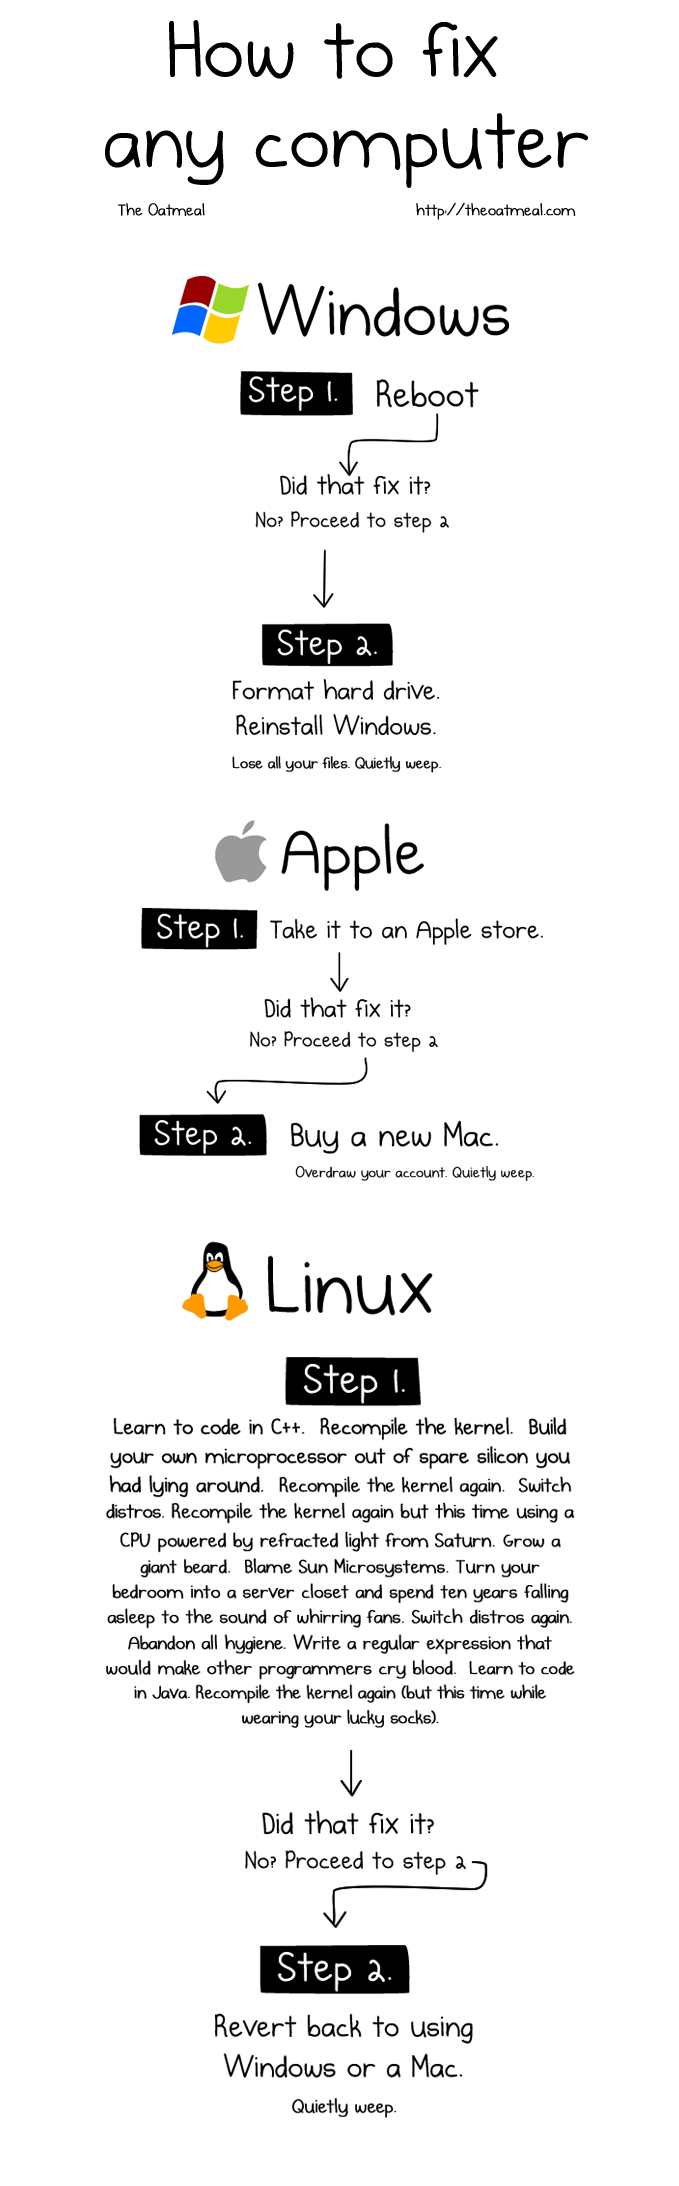 How to fix
any computer
The Oatmeal
http://theoatmeal.com
Windows
Step 1.
Reboot
Did that fix it?
No? Proceed to step 2
Step 2.
Format hard drive.
Reinstall Windows.
Lose all your files. Quietly weep.
Apple
Step 1.
Take it to an Apple store.
Did that fix it?
No? Proceed to step 2
Step 2.
Buy a new Mac.
Overdraw your account. Quietly weep.
Linux
Step 1.
Learn to code in C++. Recompile the kernel. Build
your own microprocessor out of spare silicon you
had lying around. Recompile the kernel again. Switch
distros. Recompile the kernel again but this time using a
CPU powered by refracted light from Saturn. Grow a
giant beard. Blame Sun Microsystems. Turn your
bedroom into a server closet and spend ten years falling
asleep to the sound of whirring fans. Switch distros again.
Abandon all hygiene. Write a regular expression that
would make other programmers cry blood. Learn to code
in Java. Recompile the kernel again (but this time while
wearing your lucky socks).
Did that fix it?
No? Proceed to step 2
Step 2.
Revert back to using
Windows or a Mac.
Quietly weep.